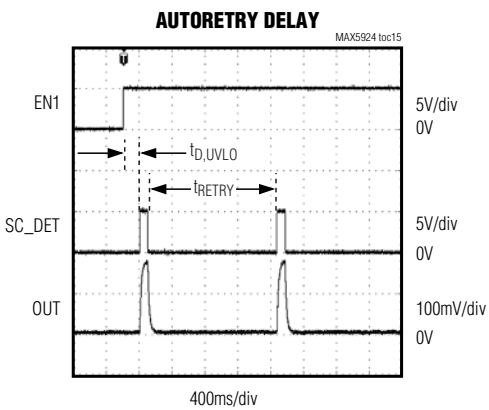 AUTORETRY DELAY
MAX5924 toc15
EN1
5V/div
0V
tD,UVLO
tRETRY
SC_DET
5V/div
0V
OUT
100mV/div
0V
400ms/div